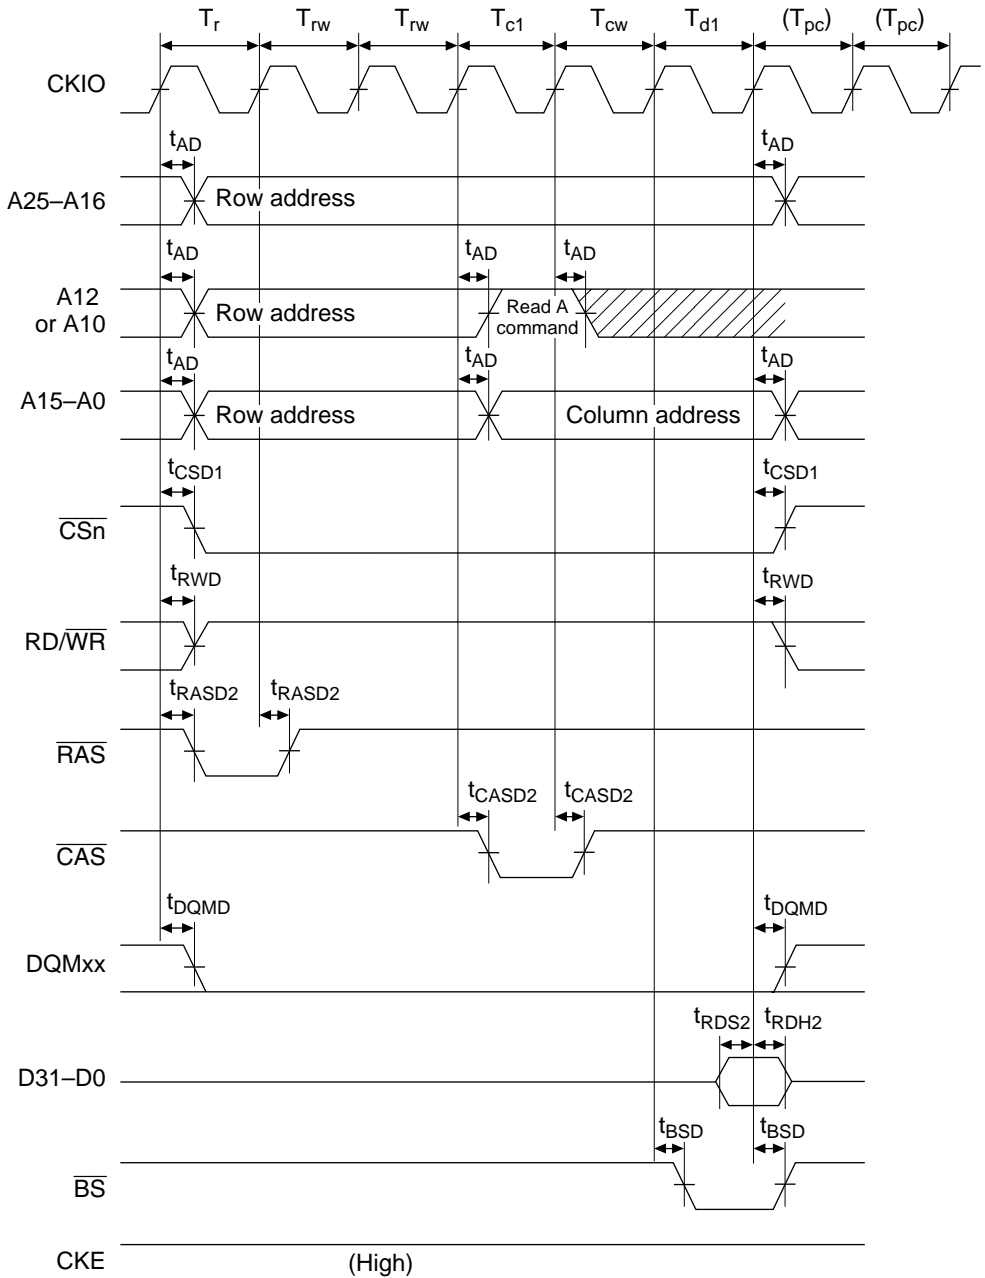 Tr Trw Trw Tc1 Tcw Td1 (Tpc) (Tpc)
CKIO
tAD tAD
A25–A16 Row address
tAD tAD tAD
A12 or A10 Row address Read A command
tAD tAD tAD
A15–A0 Row address Column address
tCSD1 tCSD1
CSn
tRWD tRWD
RD/WR
tRASD2 tRASD2
RAS
tCASD2 tCASD2
CAS
tDQMD tDQMD
DQMxx
tRDS2 tRDH2
D31–D0
tBSD tBSD
BS
CKE (High)